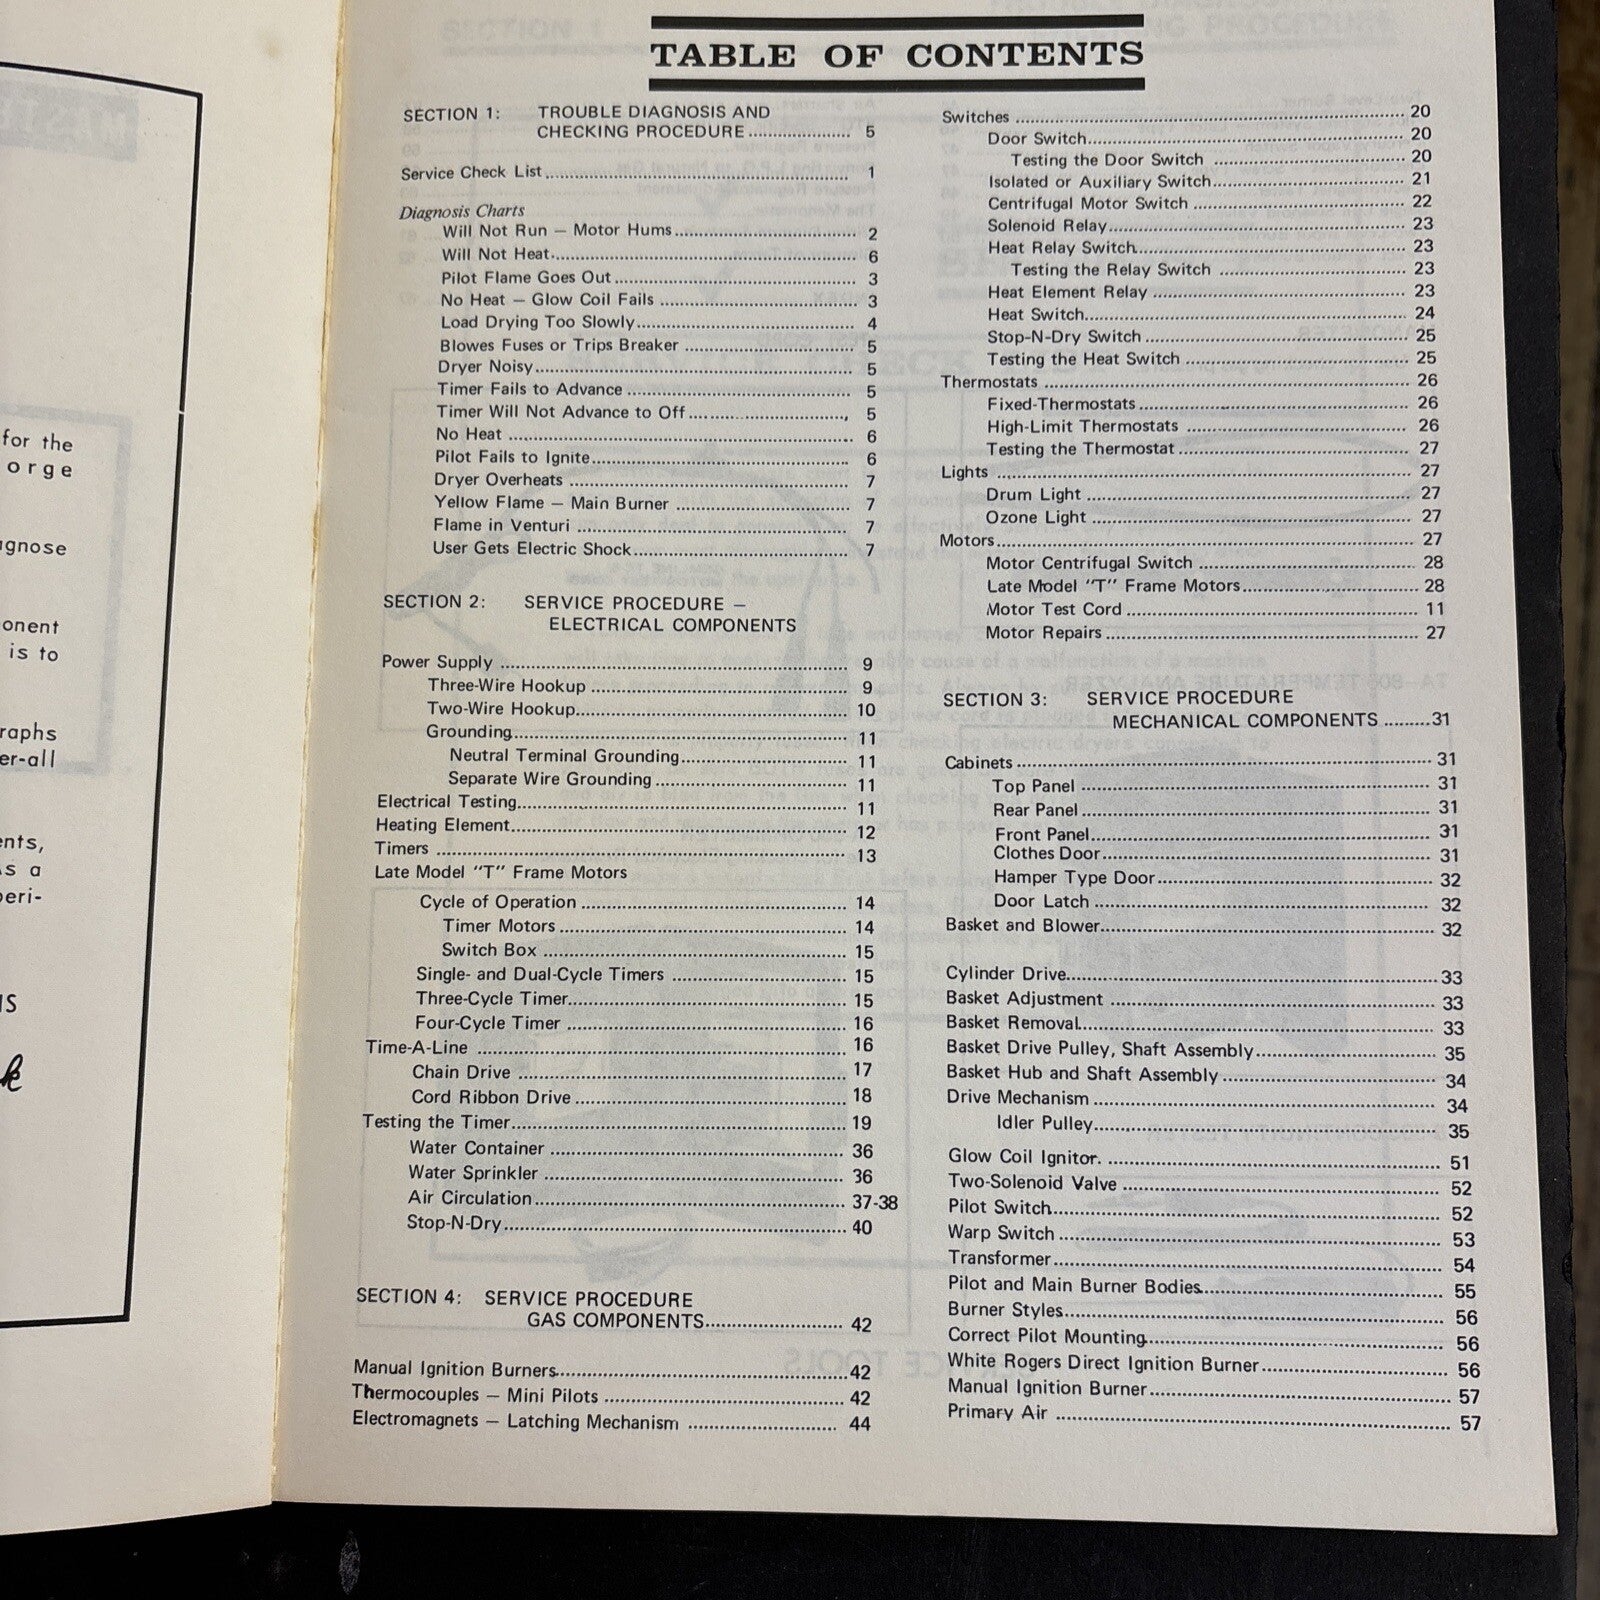 for the
orge
gnose
onent
is to
raphs
er-all
ents,
s a
peri-
TABLE OF CONTENTS
SECTION 1: TROUBLE DIAGNOSIS AND
CHECKING PROCEDURE 5
Service Check List 1
Diagnosis Charts
Will Not Run – Motor Hums 2
Will Not Heat 6
Pilot Flame Goes Out 3
No Heat – Glow Coil Fails 3
Load Drying Too Slowly 4
Blowes Fuses or Trips Breaker 5
Dryer Noisy 5
Timer Fails to Advance 5
Timer Will Not Advance to Off 5
No Heat 6
Pilot Fails to Ignite 6
Dryer Overheats 7
Yellow Flame – Main Burner 7
Flame in Venturi 7
User Gets Electric Shock 7
SECTION 2: SERVICE PROCEDURE –
ELECTRICAL COMPONENTS
Power Supply 9
Three-Wire Hookup 9
Two-Wire Hookup 10
Grounding 11
Neutral Terminal Grounding 11
Separate Wire Grounding 11
Electrical Testing 11
Heating Element 12
Timers 13
Late Model "T" Frame Motors
Cycle of Operation 14
Timer Motors 14
Switch Box 15
Single- and Dual-Cycle Timers 15
Three-Cycle Timer 15
Four-Cycle Timer 16
Time-A-Line 16
Chain Drive 17
Cord Ribbon Drive 18
Testing the Timer 19
Water Container 36
Water Sprinkler 36
Air Circulation 37-38
Stop-N-Dry 40
SECTION 4: SERVICE PROCEDURE
GAS COMPONENTS 42
Manual Ignition Burners 42
Thermocouples – Mini Pilots 42
Electromagnets – Latching Mechanism 44
Switches 20
Door Switch 20
Testing the Door Switch 20
Isolated or Auxiliary Switch 21
Centrifugal Motor Switch 22
Solenoid Relay 23
Heat Relay Switch 23
Testing the Relay Switch 23
Heat Element Relay 23
Heat Switch 24
Stop-N-Dry Switch 25
Testing the Heat Switch 25
Thermostats 26
Fixed-Thermostats 26
High-Limit Thermostats 26
Testing the Thermostat 27
Lights 27
Drum Light 27
Ozone Light 27
Motors 27
Motor Centrifugal Switch 28
Late Model "T" Frame Motors 28
Motor Test Cord 11
Motor Repairs 27
SECTION 3: SERVICE PROCEDURE
MECHANICAL COMPONENTS 31
Cabinets 31
Top Panel 31
Rear Panel 31
Front Panel 31
Clothes Door 31
Hamper Type Door 32
Door Latch 32
Basket and Blower 32
Cylinder Drive 33
Basket Adjustment 33
Basket Removal 33
Basket Drive Pulley, Shaft Assembly 35
Basket Hub and Shaft Assembly 34
Drive Mechanism 34
Idler Pulley 35
Glow Coil Ignitor 51
Two-Solenoid Valve 52
Pilot Switch 52
Warp Switch 53
Transformer 54
Pilot and Main Burner Bodies 55
Burner Styles 56
Correct Pilot Mounting 56
White Rogers Direct Ignition Burner 56
Manual Ignition Burner 57
Primary Air 57